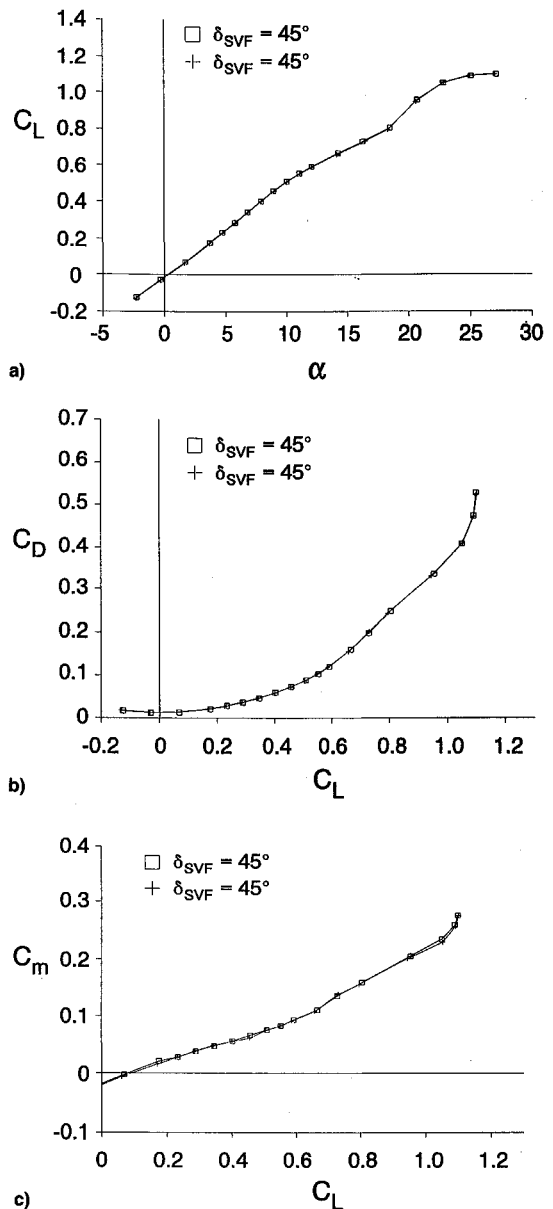 1.4
1.2
1.0
0.8
0.6
0.4
0.2
0
-0.2
C_L
□ δ_SVF = 45°
+ δ_SVF = 45°
-5 0 5 10 15 20 25 30
a)
α
0.7
0.6
0.5
0.4
0.3
0.2
0.1
0
C_D
□ δ_SVF = 45°
+ δ_SVF = 45°
-0.2 0 0.2 0.4 0.6 0.8 1.0 1.2
C_L
b)
0.4
0.3
0.2
0.1
0
-0.1
C_m
□ δ_SVF = 45°
+ δ_SVF = 45°
0 0.2 0.4 0.6 0.8 1.0 1.2
C_L
c)